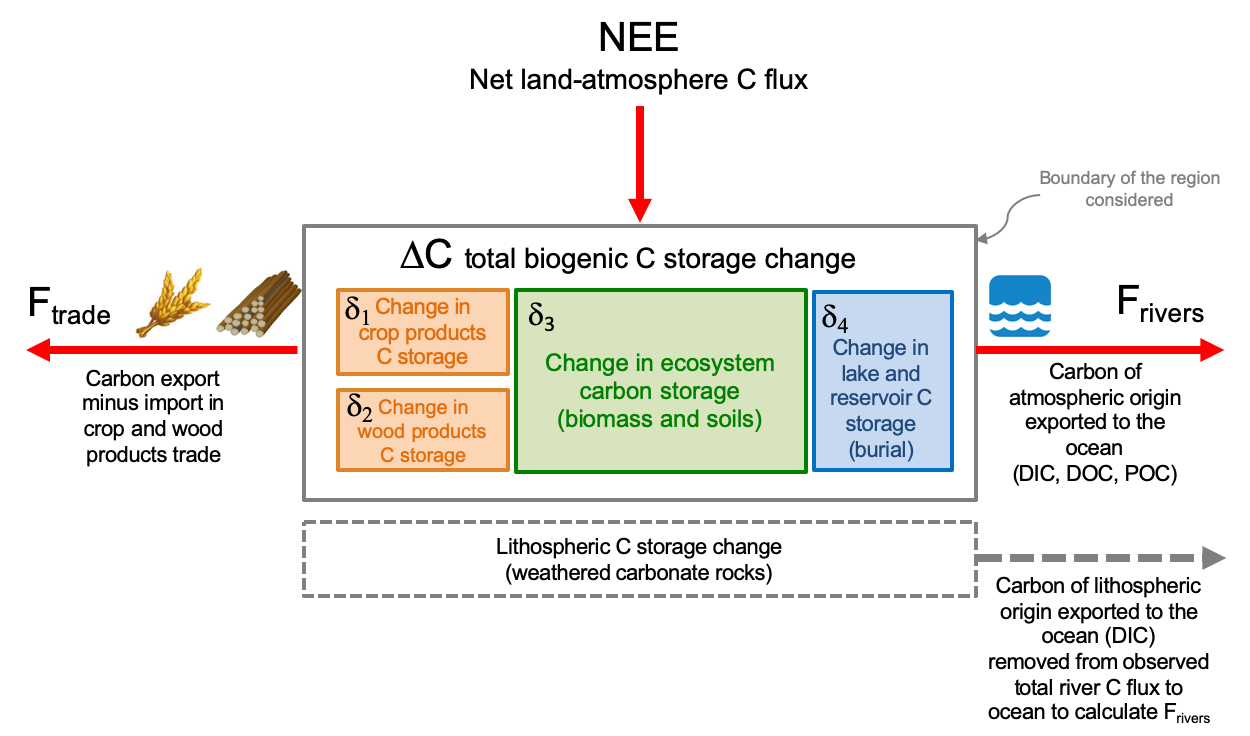 NEE
Net land-atmosphere C flux
Boundary of the region
considered
ΔC total biogenic C storage change
F_trade
Carbon export
minus import in
crop and wood
products trade
δ1 Change in
crop products
C storage
δ2 Change in
wood products
C storage
δ3
Change in ecosystem
carbon storage
(biomass and soils)
δ4
Change in
lake and
reservoir C
storage
(burial)
F_rivers
Carbon of
atmospheric origin
exported to the
ocean
(DIC, DOC, POC)
Lithospheric C storage change
(weathered carbonate rocks)
Carbon of lithospheric
origin exported to the
ocean (DIC)
removed from observed
total river C flux to
ocean to calculate F_rivers